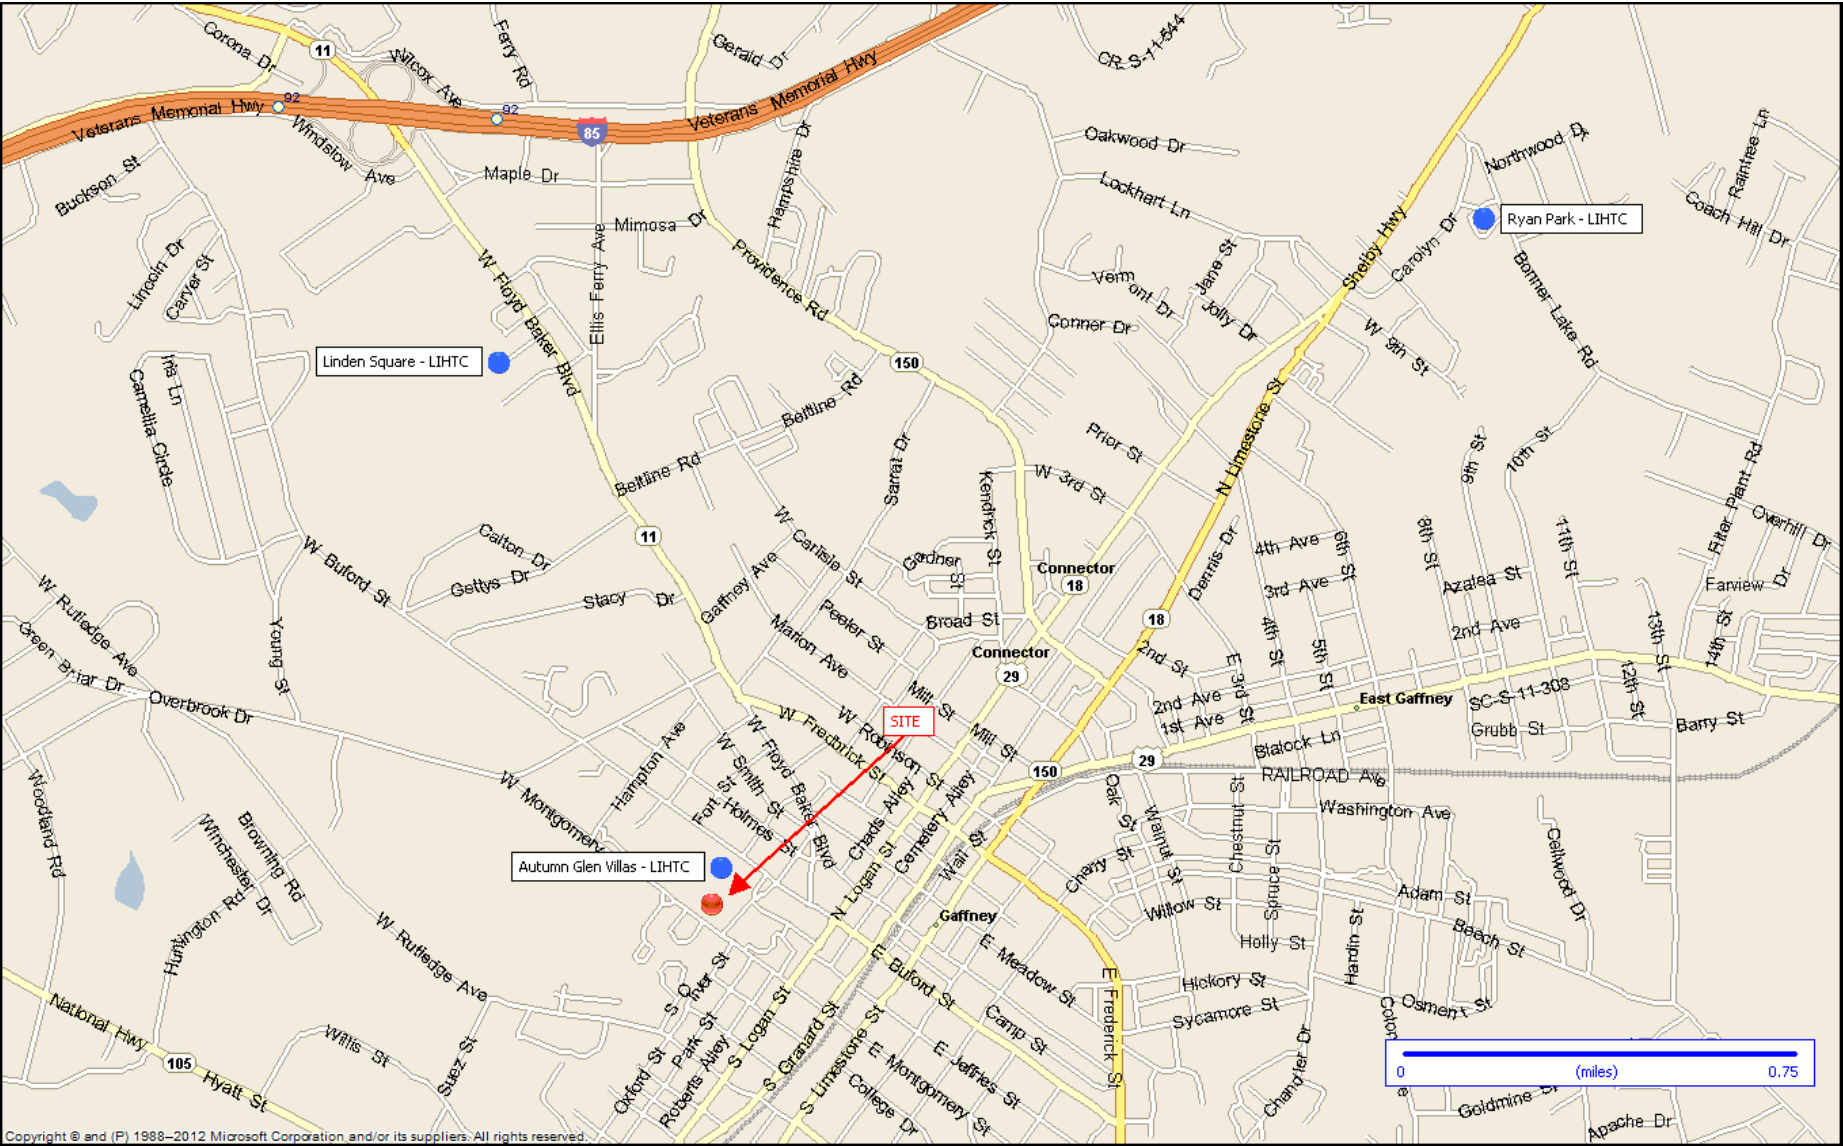 Corona Dr
11
Wilcox Ave
Ferry Rd
Gerald Dr
CR S-11-544
Veterans Memorial Hwy
92
92
85
Veterans Memorial Hwy
Windslow Ave
Buckson St
Maple Dr
Hampshire Dr
Oakwood Dr
Northwood Dr
Raintree Ln
Lockhart Ln
Coach Hill Dr
Mimosa Dr
Ryan Park - LIHTC
Lincoln Dr
Carver St
W Floyd Baker Blvd
Ellis Ferry Ave
Providence Rd
Vermont Dr
Jane St
Jolly Dr
Shelby Hwy
Carolyn Dr
Bonner Lake Rd
Conner Dr
W 9th St
Linden Square - LIHTC
150
Iris Ln
Camellia Circle
Beltline Rd
Beltline Rd
Sarrat Dr
Prior St
N Limestone St
W 3rd St
Kendrick St
9th St
10th St
Filter Plant Rd
Overhill Dr
11
W Carlisle St
Calton Dr
Gettys Dr
Stacy Dr
Gaffney Ave
Gardner St
Connector
18
Dennis Dr
4th Ave
3rd Ave
6th St
8th St
11th St
Azalea St
Farview Dr
W Buford St
W Rutledge Ave
Green Briar Dr
Young St
Peeler St
Marion Ave
Broad St
18
Connector
29
2nd St
E 3rd St
4th St
5th St
2nd Ave
13th St
14th St
12th St
Overbrook Dr
Mill St
2nd Ave
1st Ave
East Gaffney
SC-S-11-308
Grubb St
Barry St
SITE
W Robinson St
W Frederick St
Mill St
Blalock Ln
29
150
RAILROAD Ave
Hampton Ave
W Smith St
W Floyd Baker Blvd
Fort St
Holmes St
Chads Alley
Cemetery Alley
Oak St
Walnut St
Chestnut St
Spruce St
Washington Ave
Cellwood Dr
W Montgomery
Woodland Rd
Winchester Dr
Browning Rd
Huntington Rd
Autumn Glen Villas - LIHTC
N Logan St
Wall St
Cherry St
Adam St
Willow St
Beech St
Gaffney
Holly St
Hardin St
W Rutledge Ave
E Buford St
E Meadow St
Hickory St
Osment St
Sycamore St
E Frederick St
National Hwy
105
Hyatt St
Willis St
Suez St
S Oliver St
Park St
Oxford St
Roberts Alley
S Logan St
S Granard St
S Limestone St
Camp St
E Jeffries St
E Montgomery St
College Dr
Chandler Dr
0 (miles) 0.75
Goldmine St
Apache Dr
Copyright © and (P) 1988–2012 Microsoft Corporation and/or its suppliers. All rights reserved.